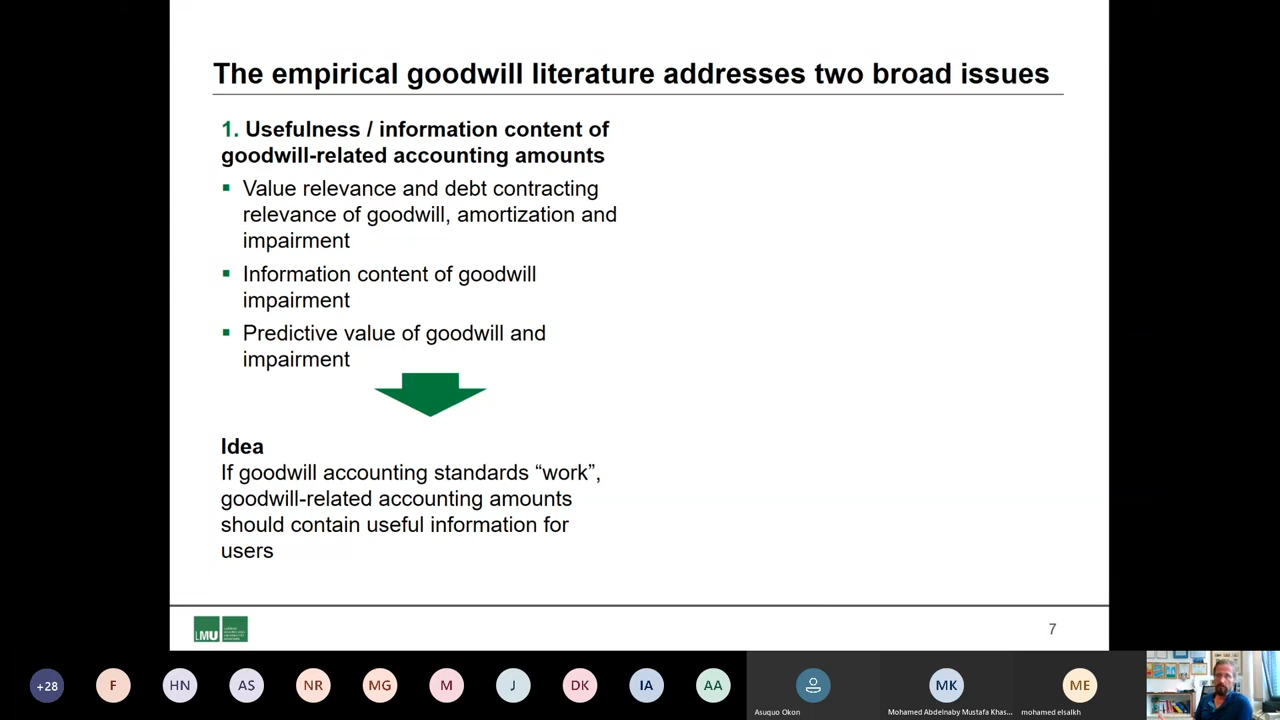 The empirical goodwill literature addresses two broad issues
1. Usefulness / information content of
goodwill-related accounting amounts
Value relevance and debt contracting
relevance of goodwill, amortization and
impairment
Information content of goodwill
impairment
Predictive value of goodwill and
impairment
Idea
If goodwill accounting standards “work”,
goodwill-related accounting amounts
should contain useful information for
users
LMU
7
+28
F
HN
AS
NR
MG
M
J
DK
IA
AA
MK
ME
Asuquo Okon
Mohamed Abdelnaby Mustafa Khas...
mohamed elsalkh